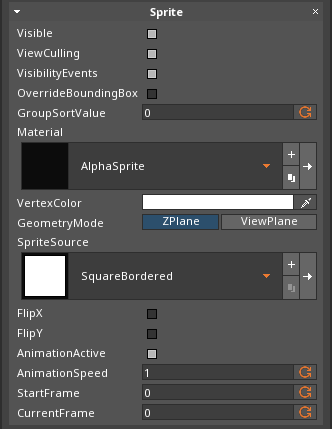 Sprite
Visible
ViewCulling
VisibilityEvents
OverrideBoundingBox
GroupSortValue 0
Material
AlphaSprite
VertexColor
GeometryMode ZPlane ViewPlane
SpriteSource
SquareBordered
FlipX
FlipY
AnimationActive
AnimationSpeed 1
StartFrame 0
CurrentFrame 0